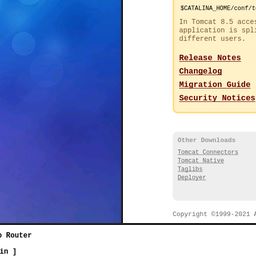 $CATALINA_HOME/conf/t
In Tomcat 8.5 acces
application is spli
different users.
Release Notes
Changelog
Migration Guide
Security Notices
Other Downloads
Tomcat Connectors
Tomcat Native
Taglibs
Deployer
Copyright ©1999-2021 A
o Router
in ]